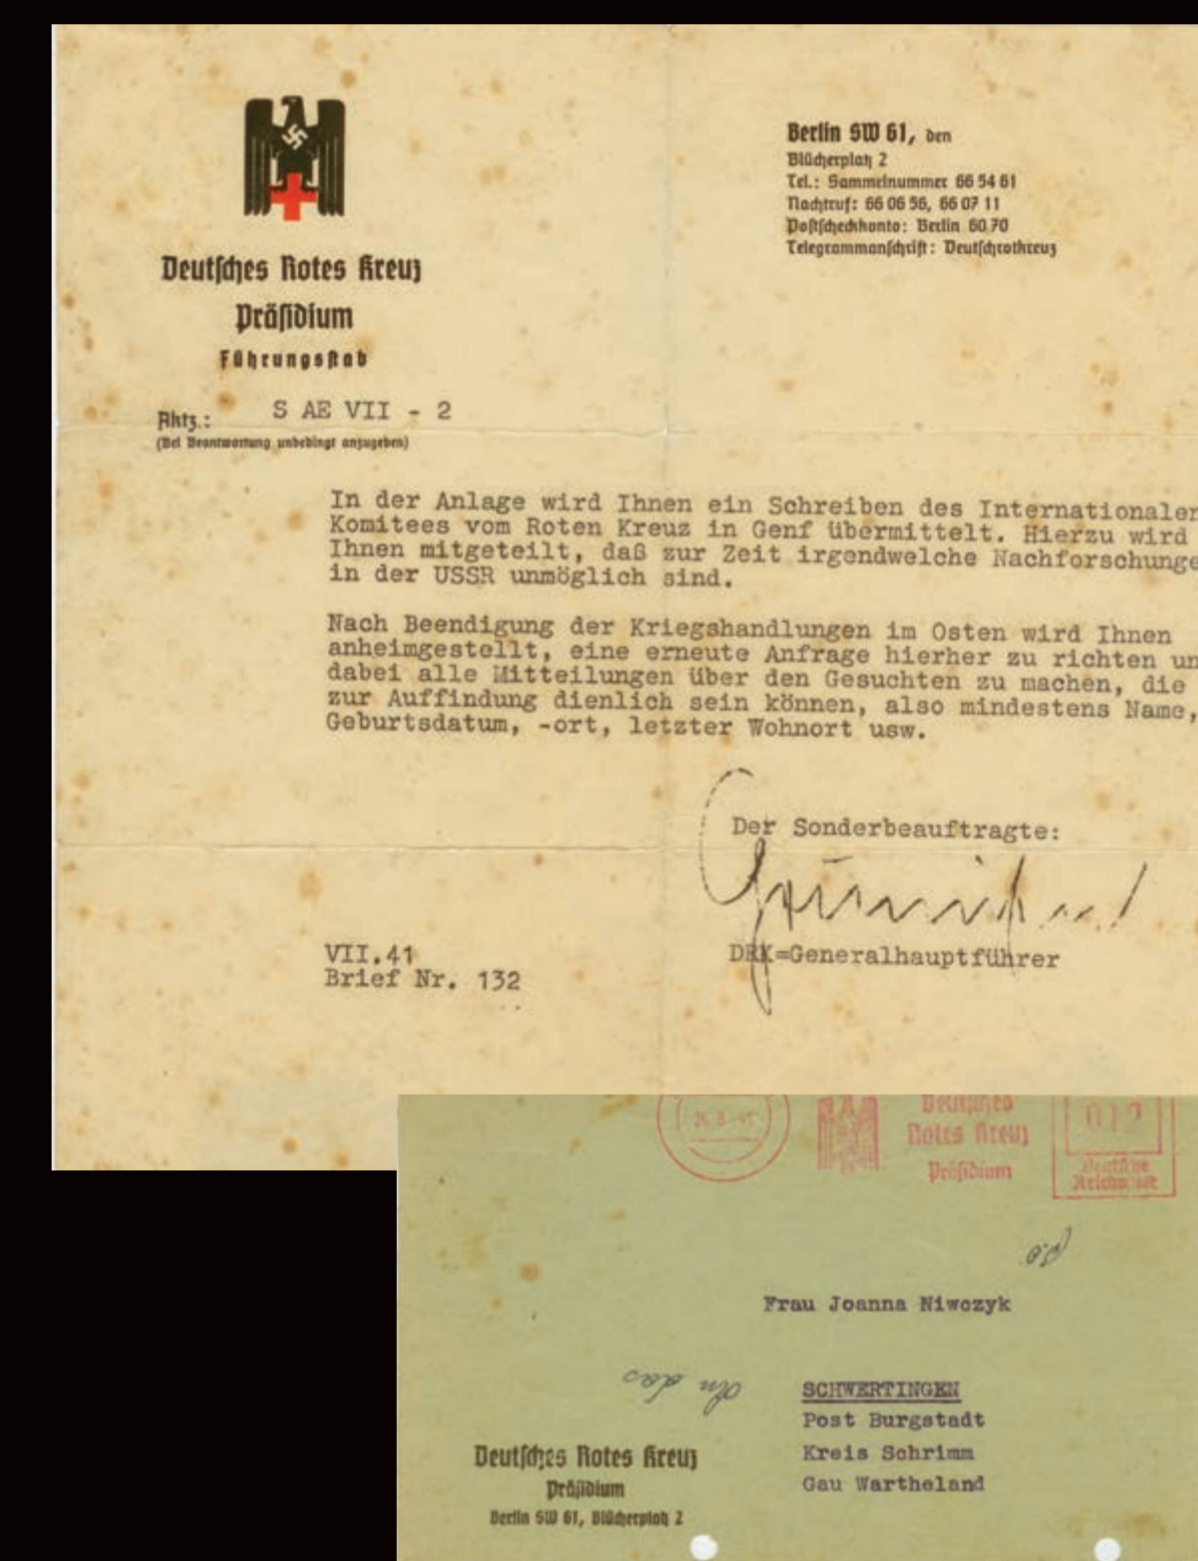 Deutsches Rotes Kreuz
Präsidium
Führungsstab
Aktz.: S AE VII - 2
(Bei Beantwortung unbedingt anzugeben)
Berlin SW 61, den
Blücherplatz 2
Tel.: Sammelnummer 66 54 61
Nachtruf: 66 06 56, 66 07 11
Postscheckkonto: Berlin 60 70
Telegrammanschrift: Deutschrotkreuz
In der Anlage wird Ihnen ein Schreiben des Internationalen
Komitees vom Roten Kreuz in Genf übermittelt. Hierzu wird
Ihnen mitgeteilt, daß zur Zeit irgendwelche Nachforschunge
in der USSR unmöglich sind.
Nach Beendigung der Kriegshandlungen im Osten wird Ihnen
anheimgestellt, eine erneute Anfrage hierher zu richten un
dabei alle Mitteilungen über den Gesuchten zu machen, die
zur Auffindung dienlich sein können, also mindestens Name,
Geburtsdatum, -ort, letzter Wohnort usw.
Der Sonderbeauftragte:
DRK=Generalhauptführer
VII.41
Brief Nr. 132
Deutsches
Rotes Kreuz
Präsidium
012
Deutsche
Reichspost
Frau Joanna Niwczyk
An das
SCHWERTINGEN
Post Burgstadt
Kreis Schrimm
Gau Wartheland
Deutsches Rotes Kreuz
Präsidium
Berlin SW 61, Blücherplatz 2